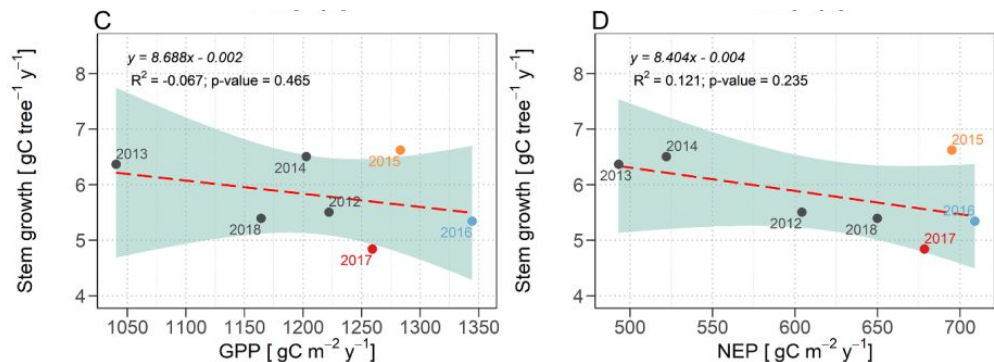 C
y = 8.688x - 0.002
R² = -0.067; p-value = 0.465
Stem growth [ gC tree⁻¹ y⁻¹ ]
8
7
6
5
4
2013
2014
2015
2012
2018
2016
2017
1050 1100 1150 1200 1250 1300 1350
GPP [ gC m⁻² y⁻¹ ]
D
y = 8.404x - 0.004
R² = 0.121; p-value = 0.235
Stem growth [ gC tree⁻¹ y⁻¹ ]
8
7
6
5
4
2014
2015
2013
2012
2018
2016
2017
500 550 600 650 700
NEP [ gC m⁻² y⁻¹ ]